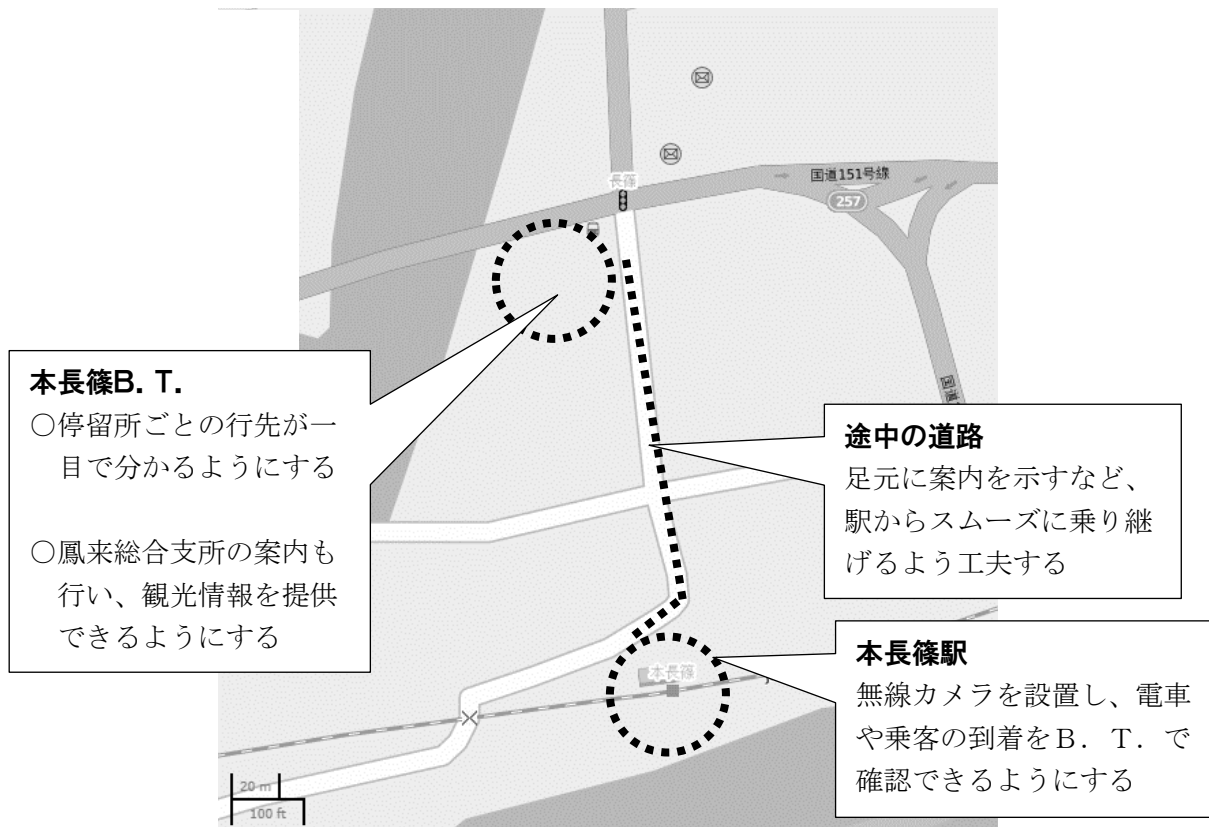 長篠
国道151号線
257
本長篠B. T.
○停留所ごとの行先が一
目で分かるようにする
○鳳来総合支所の案内も
行い、観光情報を提供
できるようにする
国道
途中の道路
足元に案内を示すなど、
駅からスムーズに乗り継
げるよう工夫する
本長篠
本長篠駅
無線カメラを設置し、電車
や乗客の到着をB．T．で
確認できるようにする
20 m
100 ft